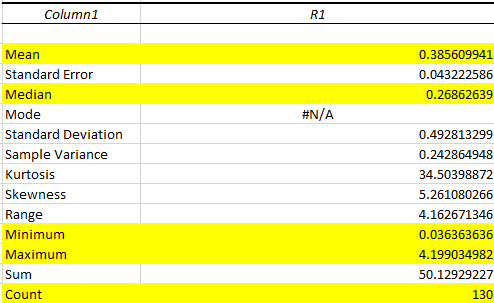 Column1 R1
Mean 0.385609941
Standard Error 0.043222586
Median 0.26862639
Mode #N/A
Standard Deviation 0.492813299
Sample Variance 0.242864948
Kurtosis 34.50398872
Skewness 5.261080266
Range 4.162671346
Minimum 0.036363636
Maximum 4.199034982
Sum 50.12929227
Count 130